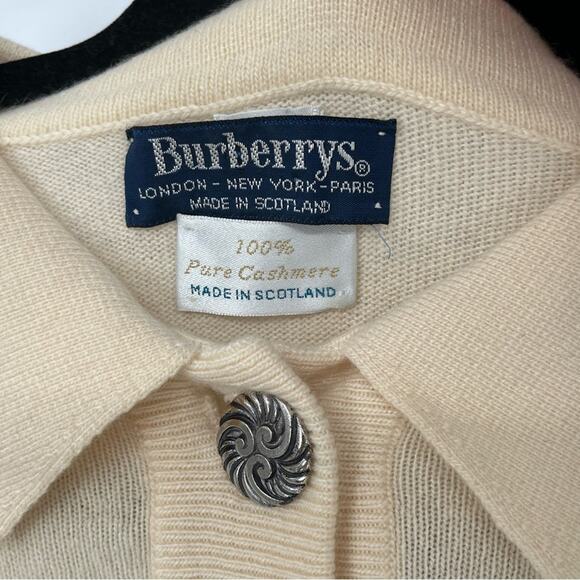 Burberrys®
LONDON - NEW YORK - PARIS
MADE IN SCOTLAND
100%
Pure Cashmere
MADE IN SCOTLAND